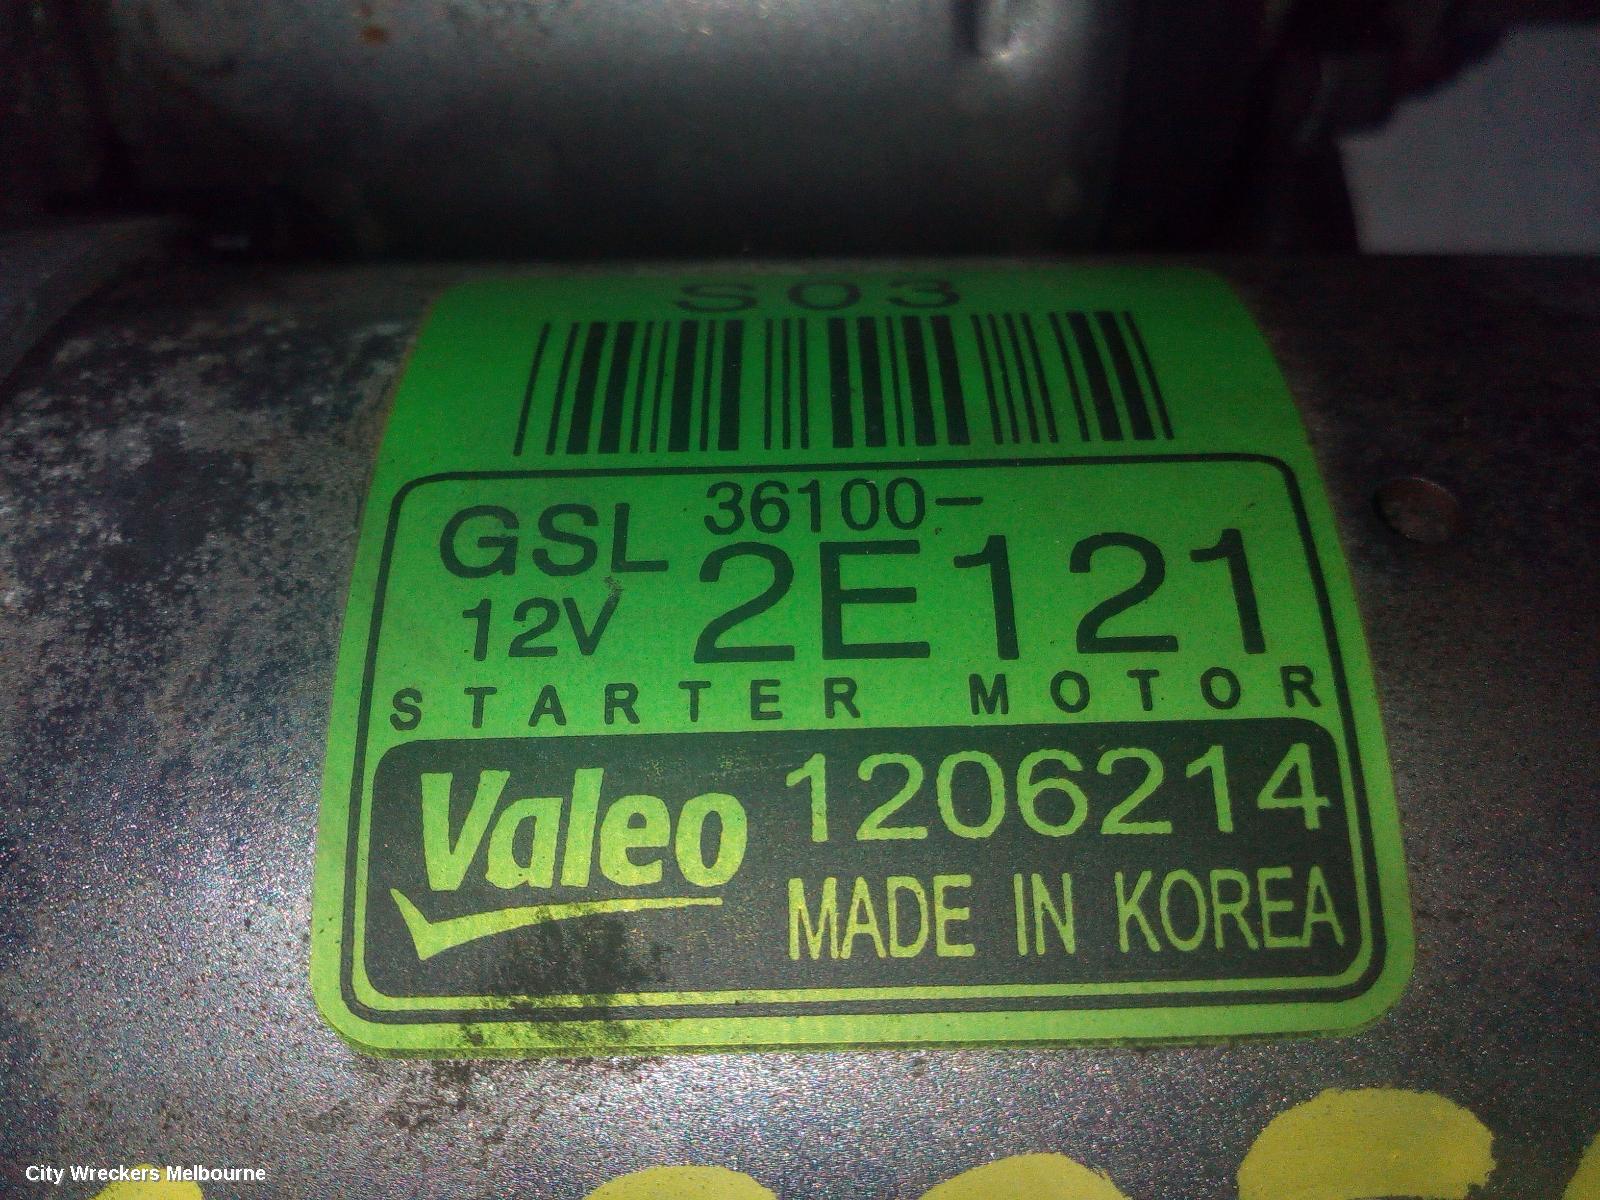 S03
GSL 36100-
12V 2E121
STARTER MOTOR
Valeo 1206214
MADE IN KOREA
City Wreckers Melbourne